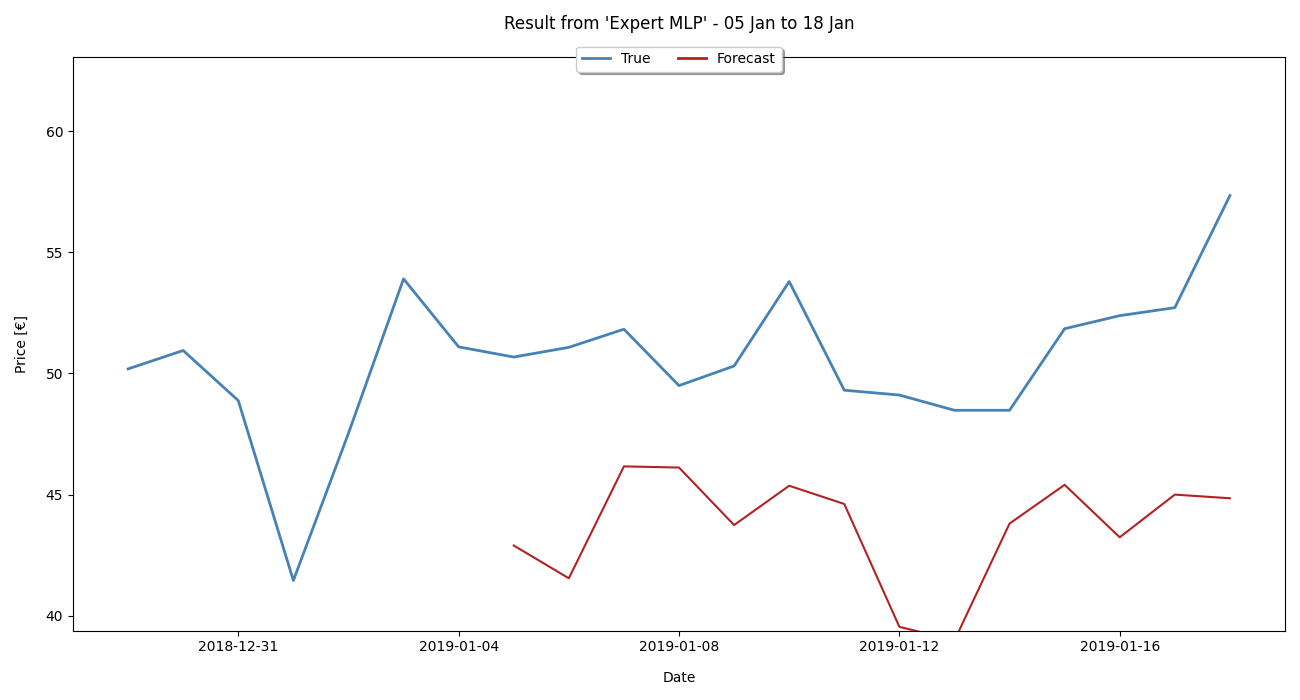 Result from 'Expert MLP' - 05 Jan to 18 Jan
True Forecast
60
55
50
45
40
Price [€]
2018-12-31 2019-01-04 2019-01-08 2019-01-12 2019-01-16
Date